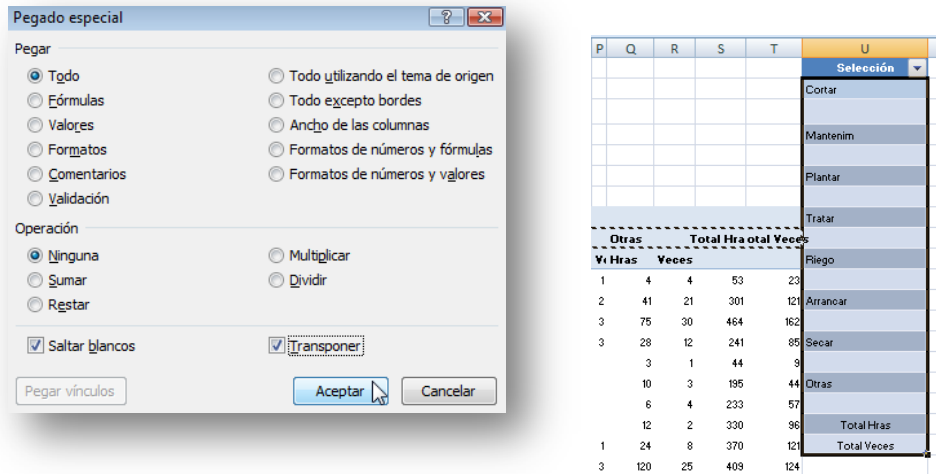 Pegado especial
Pegar
Todo
Todo utilizando el tema de origen
Fórmulas
Todo excepto bordes
Valores
Ancho de las columnas
Formatos
Formatos de números y fórmulas
Comentarios
Formatos de números y valores
Validación
Operación
Ninguna
Multiplicar
Sumar
Dividir
Restar
Saltar blancos
Transponer
Pegar vínculos
Aceptar
Cancelar
P Q R S T U
Selección
Cortar
Mantenim
Plantar
Tratar
Otras Total Hra otal Veces
Ve Hras Veces Riego
1 4 4 53 23
2 41 21 301 121 Arrancar
3 75 30 464 162
3 28 12 241 85 Secar
3 1 44 9
10 3 195 44 Otras
6 4 233 57
12 2 330 96 Total Hras
1 24 8 370 121 Total Veces
3 120 25 409 124